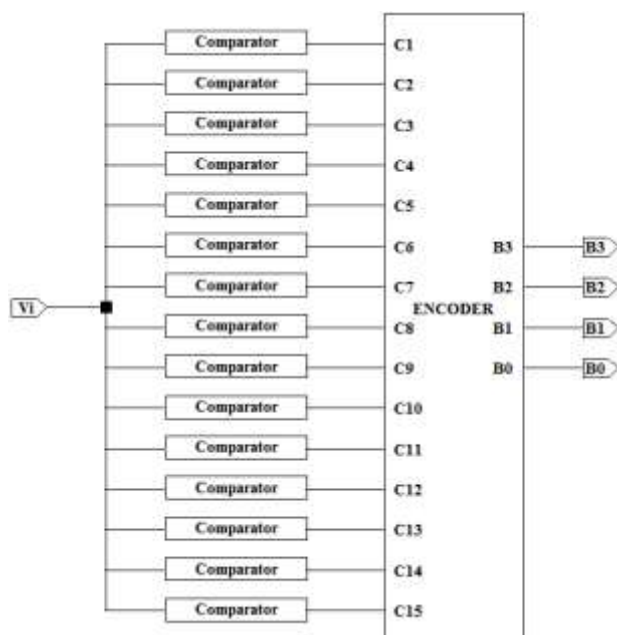 Comparator C1
Comparator C2
Comparator C3
Comparator C4
Comparator C5
Comparator C6 B3 B3
Comparator C7 B2 B2
Vi ENCODER
Comparator C8 B1 B1
Comparator C9 B0 B0
Comparator C10
Comparator C11
Comparator C12
Comparator C13
Comparator C14
Comparator C15